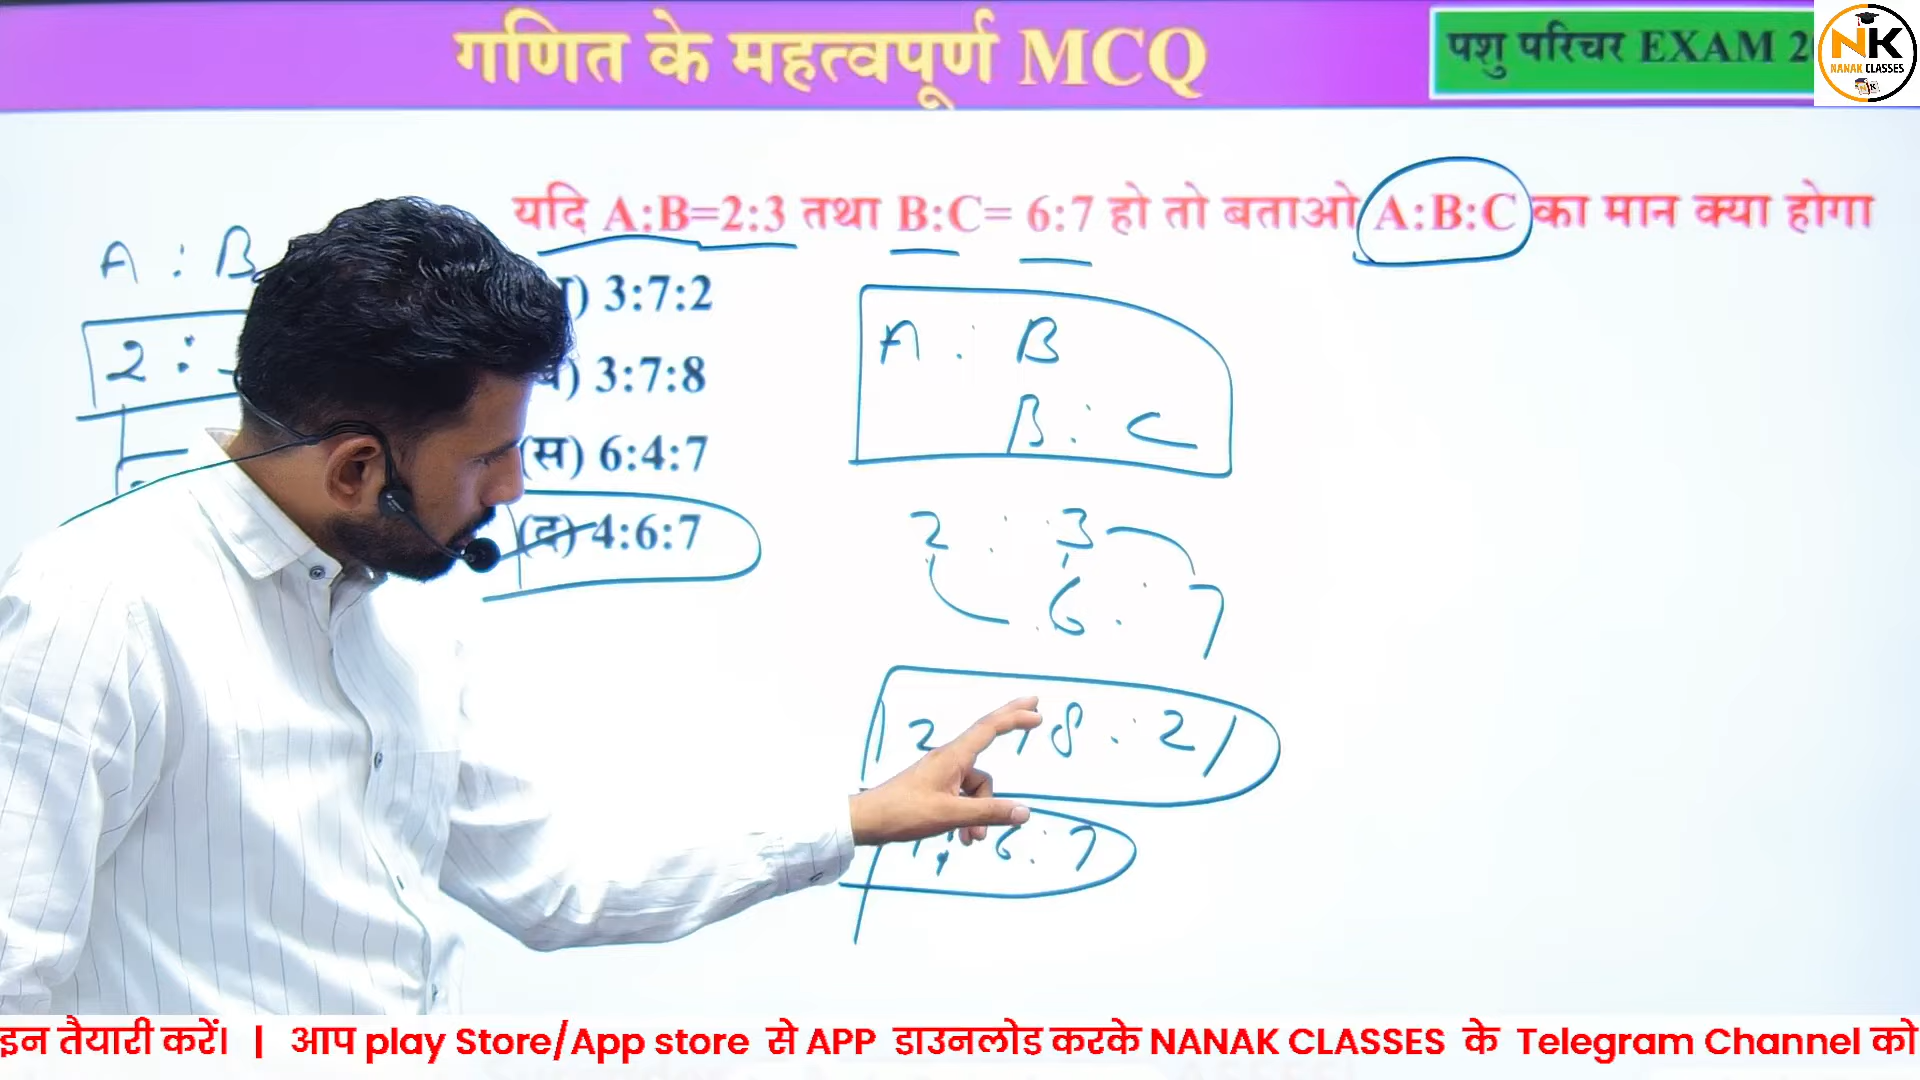 गणित के महत्वपूर्ण MCQ
पशु परिचर EXAM
NK
NANAK CLASSES
यदि A:B=2:3 तथा B:C= 6:7 हो तो बताओ A:B:C का मान क्या होगा
) 3:7:2
) 3:7:8
(स) 6:4:7
(द) 4:6:7
A : B
2 :
A : B
B : C
2 : 3
6 : 7
18 : 21
6 : 7
इन तैयारी करें। | आप play Store/App store से APP डाउनलोड करके NANAK CLASSES के Telegram Channel को